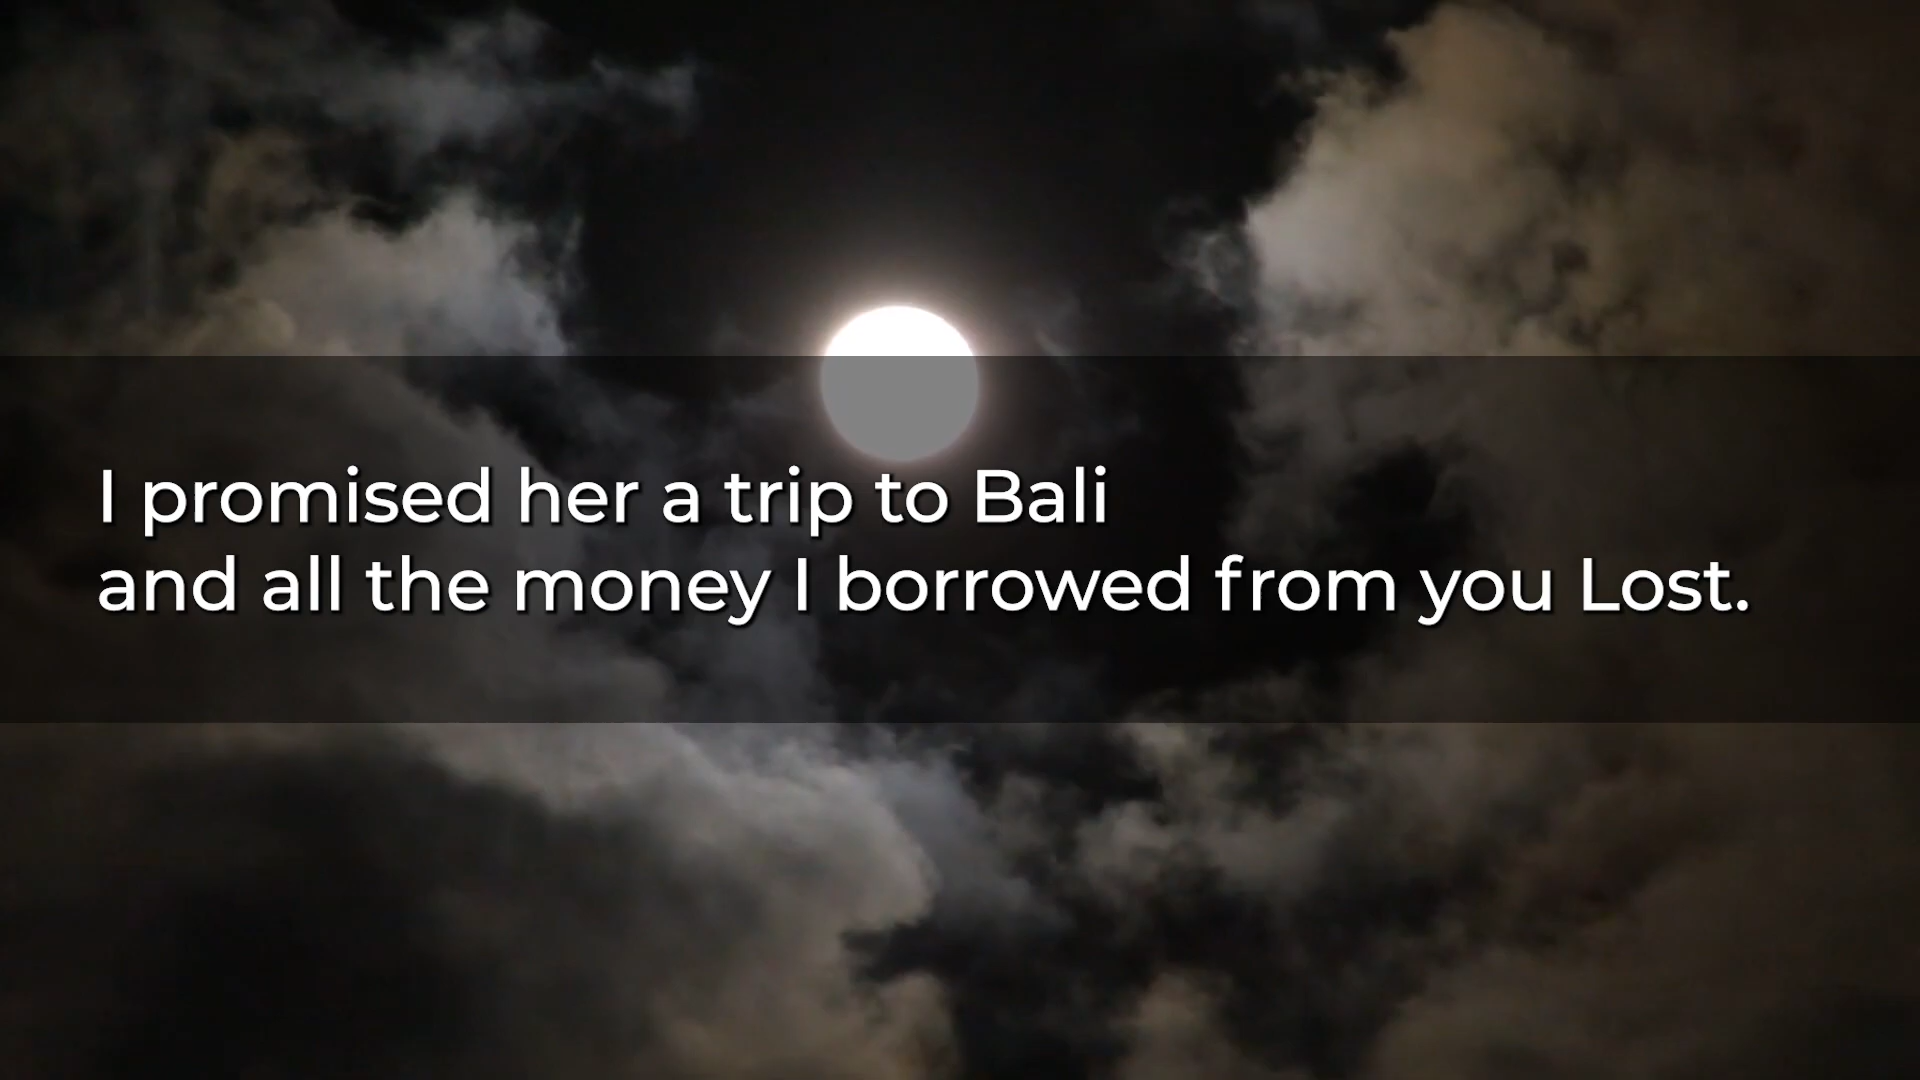 I promised her a trip to Bali
and all the money I borrowed from you Lost.